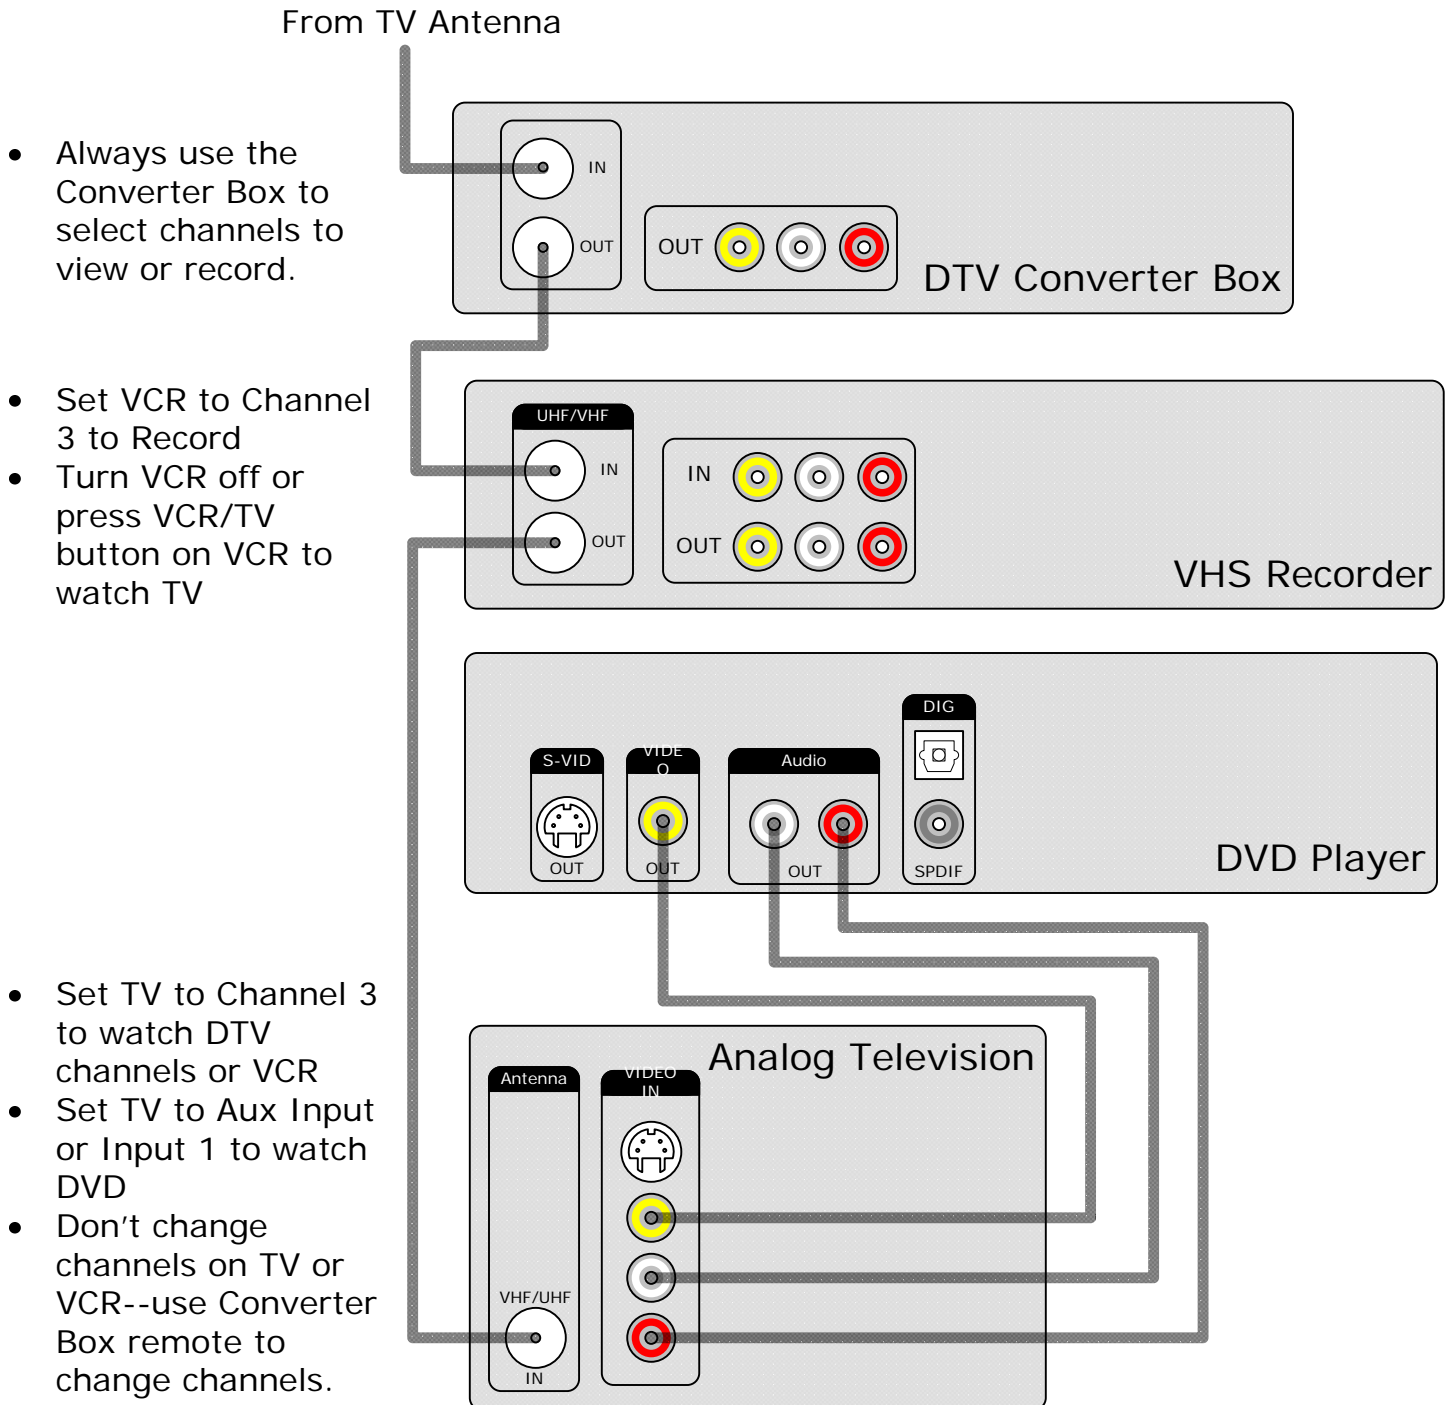 From TV Antenna
• Always use the
Converter Box to
select channels to
view or record.
IN
OUT
OUT
DTV Converter Box
• Set VCR to Channel
3 to Record
• Turn VCR off or
press VCR/TV
button on VCR to
watch TV
UHF/VHF
IN
OUT
IN
OUT
VHS Recorder
S-VID
OUT
VIDE
O
OUT
Audio
OUT
DIG
SPDIF
DVD Player
• Set TV to Channel 3
to watch DTV
channels or VCR
• Set TV to Aux Input
or Input 1 to watch
DVD
• Don't change
channels on TV or
VCR--use Converter
Box remote to
change channels.
Analog Television
Antenna
VHF/UHF
IN
VIDEO
IN